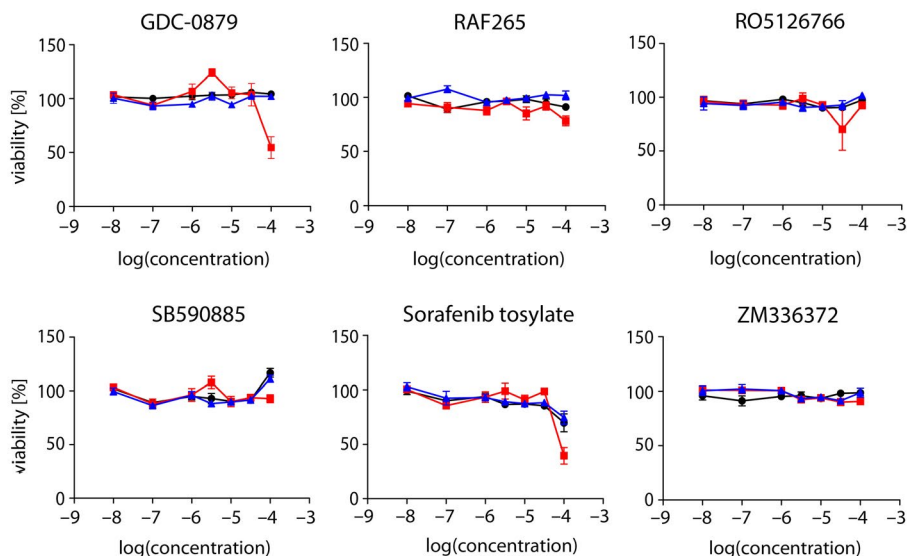 GDC-0879
RAF265
RO5126766
viability [%]
150
100
50
0
–9 –8 –7 –6 –5 –4 –3
log(concentration)
150
100
50
0
–9 –8 –7 –6 –5 –4 –3
log(concentration)
150
100
50
0
–9 –8 –7 –6 –5 –4 –3
log(concentration)
SB590885
Sorafenib tosylate
ZM336372
viability [%]
150
100
50
0
–9 –8 –7 –6 –5 –4 –3
log(concentration)
150
100
50
0
–9 –8 –7 –6 –5 –4 –3
log(concentration)
150
100
50
0
–9 –8 –7 –6 –5 –4 –3
log(concentration)